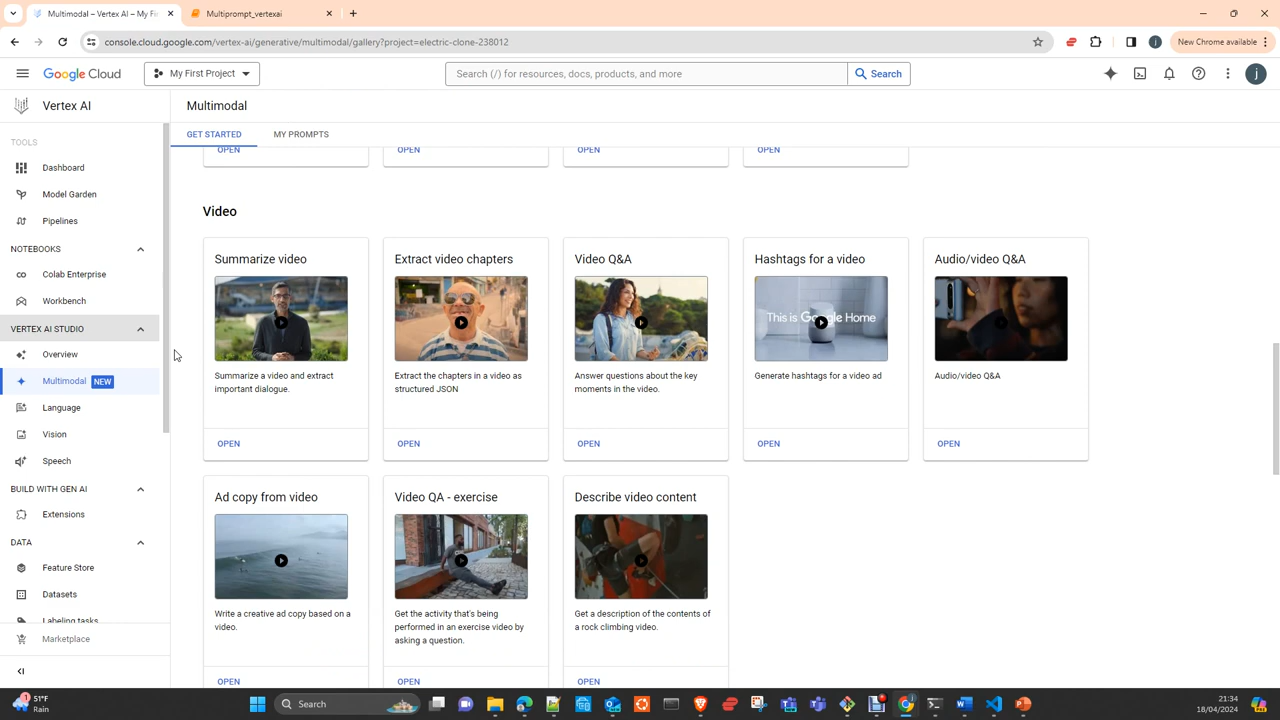 Multimodal – Vertex AI – My Fi
Multiprompt_vertexai
console.cloud.google.com/vertex-ai/generative/multimodal/gallery?project=electric-clone-238012
New Chrome available
Google Cloud
My First Project
Search (/) for resources, docs, products, and more
Search
Vertex AI
Multimodal
TOOLS
GET STARTED
MY PROMPTS
OPEN
OPEN
OPEN
OPEN
Dashboard
Model Garden
Pipelines
NOTEBOOKS
Colab Enterprise
Workbench
VERTEX AI STUDIO
Overview
Multimodal NEW
Language
Vision
Speech
BUILD WITH GEN AI
Extensions
DATA
Feature Store
Datasets
Labeling tasks
Marketplace
Video
Summarize video
Summarize a video and extract
important dialogue.
OPEN
Extract video chapters
Extract the chapters in a video as
structured JSON
OPEN
Video Q&A
Answer questions about the key
moments in the video.
OPEN
Hashtags for a video
This is Google Home
Generate hashtags for a video ad
OPEN
Audio/video Q&A
Audio/video Q&A
OPEN
Ad copy from video
Write a creative ad copy based on a
video.
OPEN
Video QA - exercise
Get the activity that's being
performed in an exercise video by
asking a question.
OPEN
Describe video content
Get a description of the contents of
a rock climbing video.
OPEN
1
51°F
Rain
Search
21:34
18/04/2024